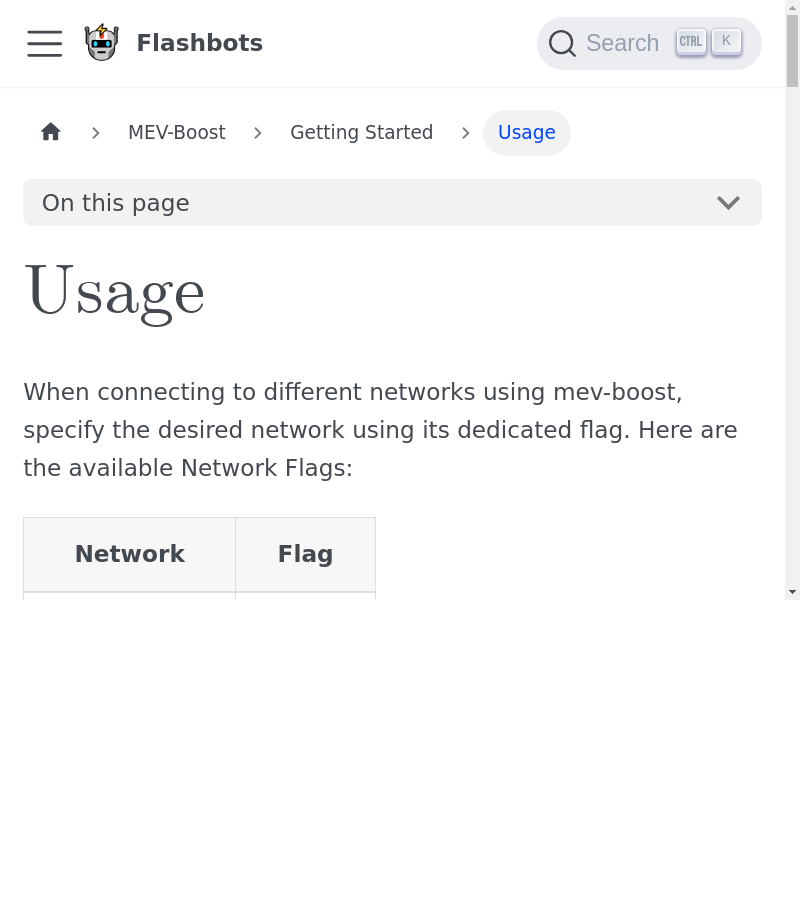 Flashbots
Search CTRL K
MEV-Boost Getting Started Usage
On this page
Usage
When connecting to different networks using mev-boost,
specify the desired network using its dedicated flag. Here are
the available Network Flags:
Network Flag